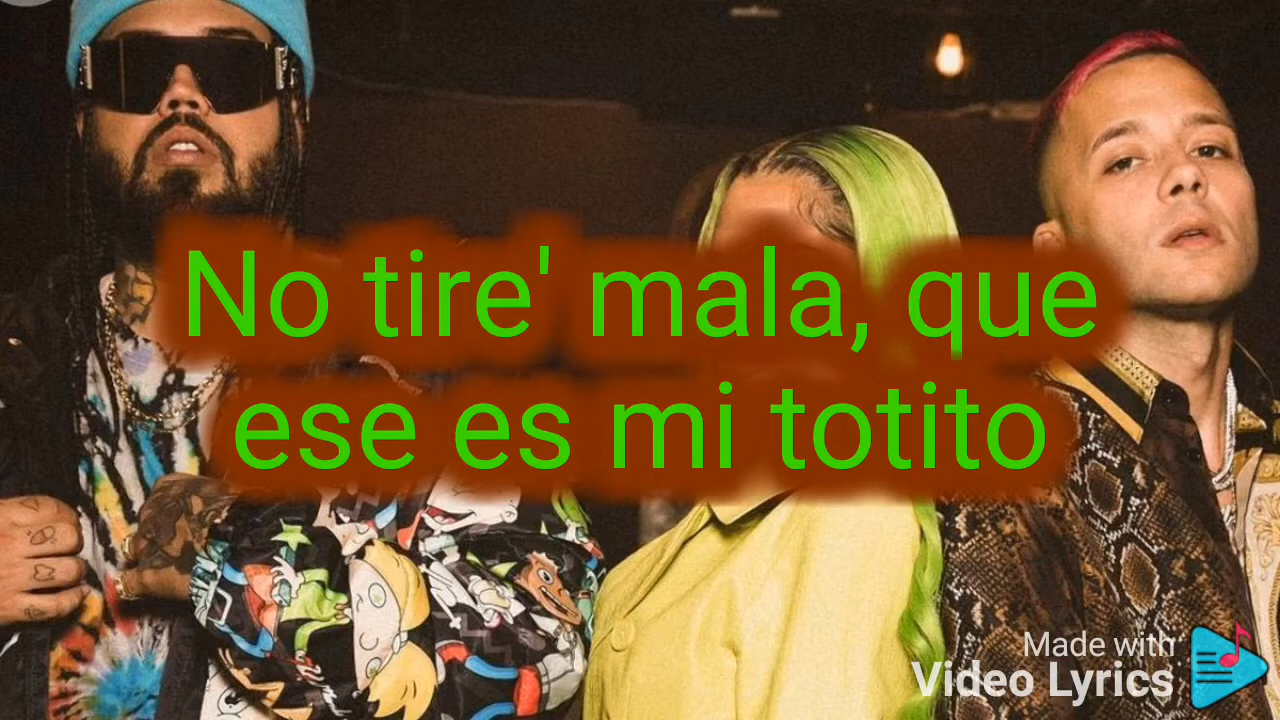 No tire' mala, que
ese es mi totito
Made with
Video Lyrics